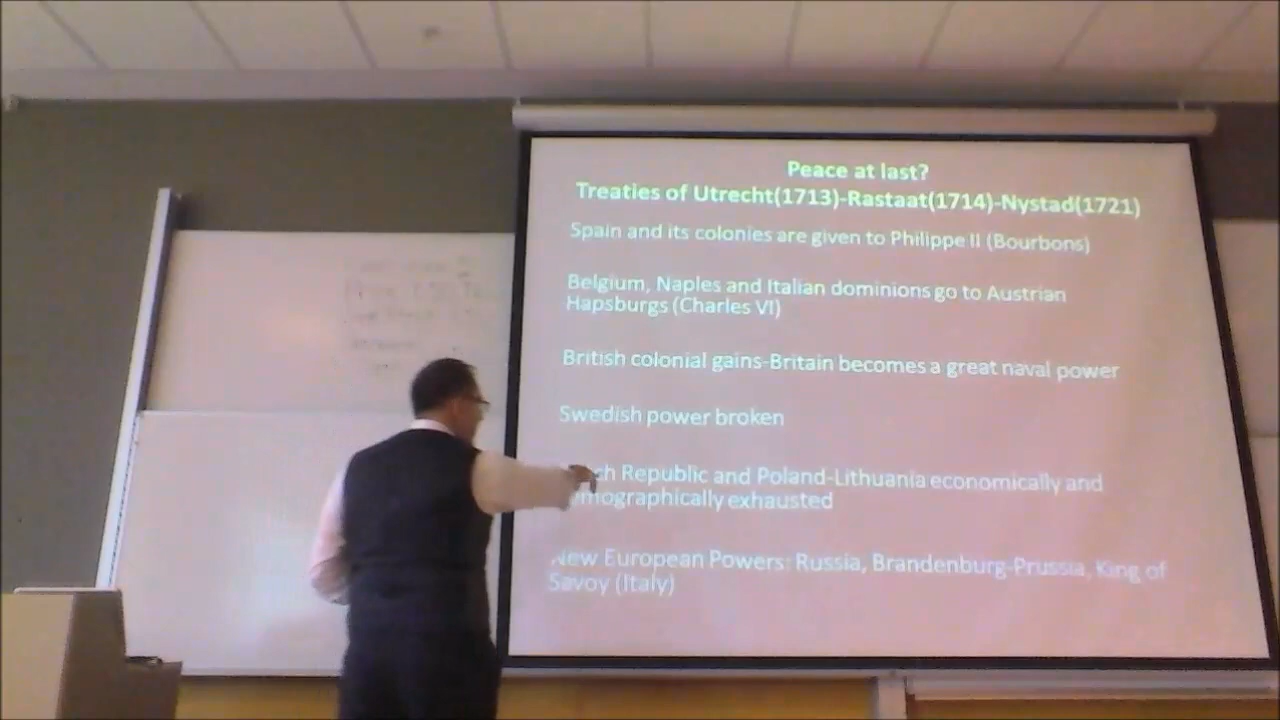 Peace at last?
Treaties of Utrecht(1713)-Rastaat(1714)-Nystad(1721)
Spain and its colonies are given to Philippe II (Bourbons)
Belgium, Naples and Italian dominions go to Austrian
Hapsburgs (Charles VI)
British colonial gains-Britain becomes a great naval power
Swedish power broken
Republic and Poland-Lithuania economically and
exhausted
New European Powers: Russia, Brandenburg-Prussia, King of
Savoy (Italy)